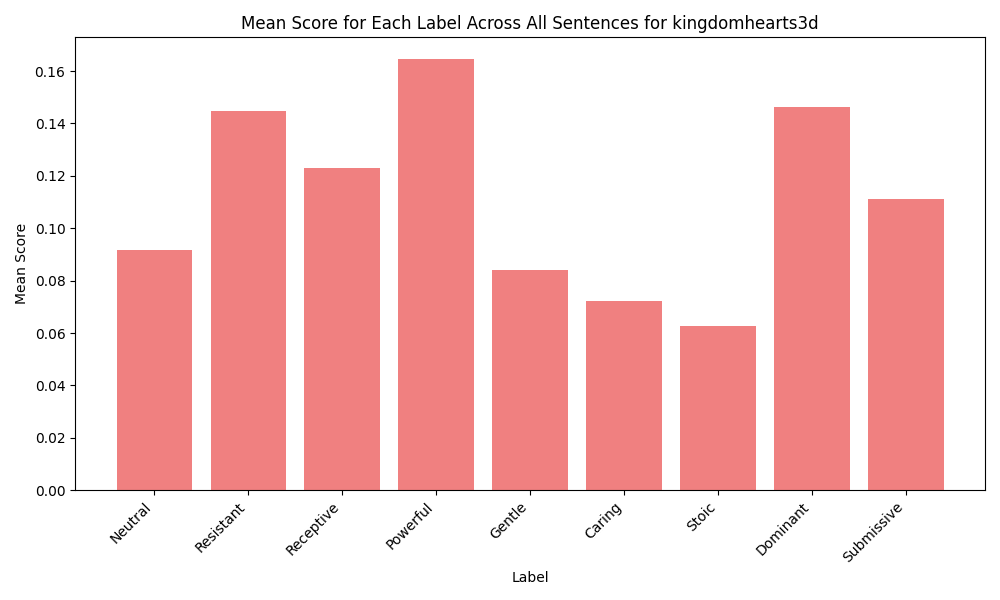 Mean Score for Each Label Across All Sentences for kingdomhearts3d
Mean Score
0.16
0.14
0.12
0.10
0.08
0.06
0.04
0.02
0.00
Neutral
Resistant
Receptive
Powerful
Gentle
Caring
Stoic
Dominant
Submissive
Label